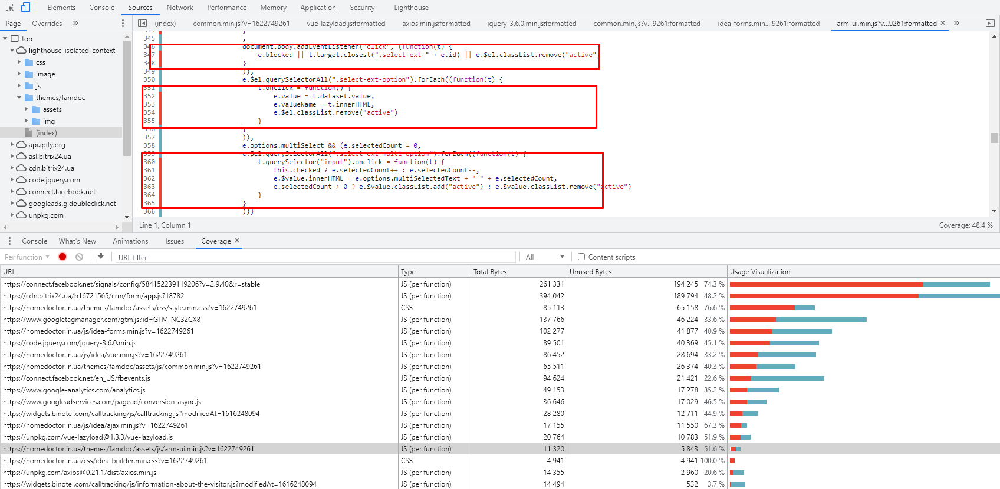 Elements Console Sources Network Performance Memory Application Security Lighthouse
Page Overrides »
(index) common.min.js?v=1622749261 vue-lazyload.js:formatted axios.min.js:formatted jquery-3.6.0.min.js:formatted common.min.js?v...9261:formatted idea-forms.min....9261:formatted arm-ui.min.js?v...9261:formatted × »
top
lighthouse_isolated_context
css
image
js
themes/famdoc
assets
img
(index)
api.ipify.org
asl.bitrix24.ua
cdn.bitrix24.ua
code.jquery.com
connect.facebook.net
googleads.g.doubleclick.net
unpkg.com
344 }
345 ,
346 document.body.addEventListener("click", (function(t) {
347 e.blocked || t.target.closest(".select-ext-" + e.id) || e.$el.classList.remove("active")
348 }
349 )),
350 e.$el.querySelectorAll(".select-ext-option").forEach((function(t) {
351 t.onclick = function() {
352 e.value = t.dataset.value,
353 e.valueName = t.innerHTML,
354 e.$el.classList.remove("active")
355 }
356 }
357 )),
358 e.options.multiSelect && (e.selectedCount = 0,
359 e.$el.querySelectorAll(".select-ext-multi-option").forEach((function(t) {
360 t.querySelector("input").onclick = function(t) {
361 this.checked ? e.selectedCount++ : e.selectedCount--,
362 e.$value.innerHTML = e.options.multiSelectedText + " " + e.selectedCount,
363 e.selectedCount > 0 ? e.$value.classList.add("active") : e.$value.classList.remove("active")
364 }
365 }
366 )))
Line 1, Column 1 Coverage: 48.4 %
Console What's New Animations Issues Coverage ×
Per function URL filter All Content scripts
URL Type Total Bytes Unused Bytes Usage Visualization
https://connect.facebook.net/signals/config/584152239119206?v=2.9.40&r=stable JS (per function) 261 331 194 245 74.3 %
https://cdn.bitrix24.ua/b16721565/crm/form/app.js?18782 JS (per function) 394 042 189 794 48.2 %
https://homedoctor.in.ua/themes/famdoc/assets/css/style.min.css?v=1622749261 CSS 85 113 65 158 76.6 %
https://www.googletagmanager.com/gtm.js?id=GTM-NC32CX8 JS (per function) 137 766 46 224 33.6 %
https://homedoctor.in.ua/js/idea-forms.min.js?v=1622749261 JS (per function) 102 277 41 877 40.9 %
https://code.jquery.com/jquery-3.6.0.min.js JS (per function) 89 501 40 369 45.1 %
https://homedoctor.in.ua/js/idea/vue.min.js?v=1622749261 JS (per function) 86 452 28 694 33.2 %
https://homedoctor.in.ua/themes/famdoc/assets/js/common.min.js?v=1622749261 JS (per function) 65 511 26 374 40.3 %
https://connect.facebook.net/en_US/fbevents.js JS (per function) 94 624 21 421 22.6 %
https://www.google-analytics.com/analytics.js JS (per function) 49 153 17 278 35.2 %
https://www.googleadservices.com/pagead/conversion_async.js JS (per function) 36 646 17 029 46.5 %
https://widgets.binotel.com/calltracking/js/calltracking.js?modifiedAt=1616248094 JS (per function) 28 280 12 711 44.9 %
https://homedoctor.in.ua/js/idea/ajax.min.js?v=1622749261 JS (per function) 17 155 11 550 67.3 %
https://unpkg.com/vue-lazyload@1.3.3/vue-lazyload.js JS (per function) 20 764 10 783 51.9 %
https://homedoctor.in.ua/themes/famdoc/assets/js/arm-ui.min.js?v=1622749261 JS (per function) 11 320 5 843 51.6 %
https://homedoctor.in.ua/css/idea-builder.min.css?v=1622749261 CSS 4 941 4 941 100.0 %
https://unpkg.com/axios@0.21.1/dist/axios.min.js JS (per function) 14 355 2 960 20.6 %
https://widgets.binotel.com/calltracking/js/information-about-the-visitor.js?modifiedAt=1616248094 JS (per function) 14 494 532 3.7 %